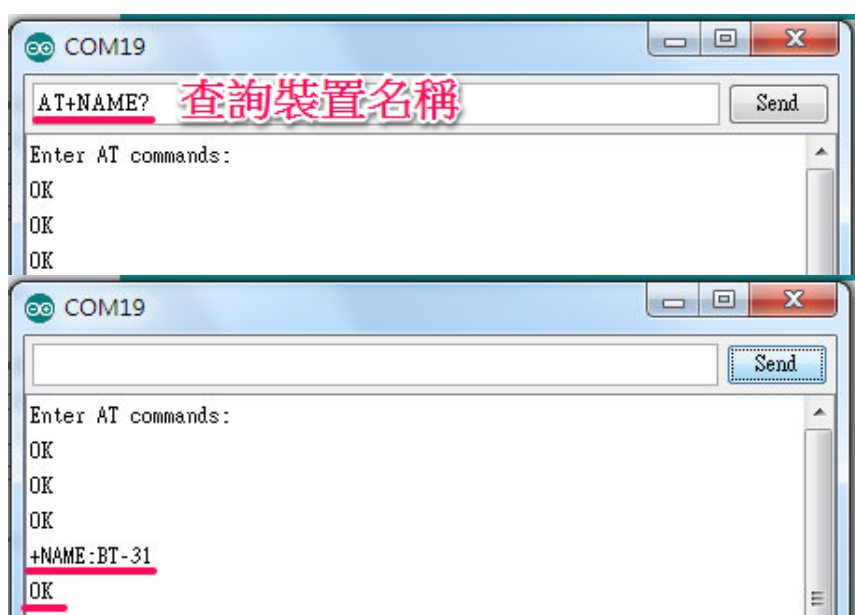 COM19
AT+NAME? 查詢裝置名稱 Send
Enter AT commands:
OK
OK
OK
COM19
Send
Enter AT commands:
OK
OK
OK
+NAME:BT-31
OK